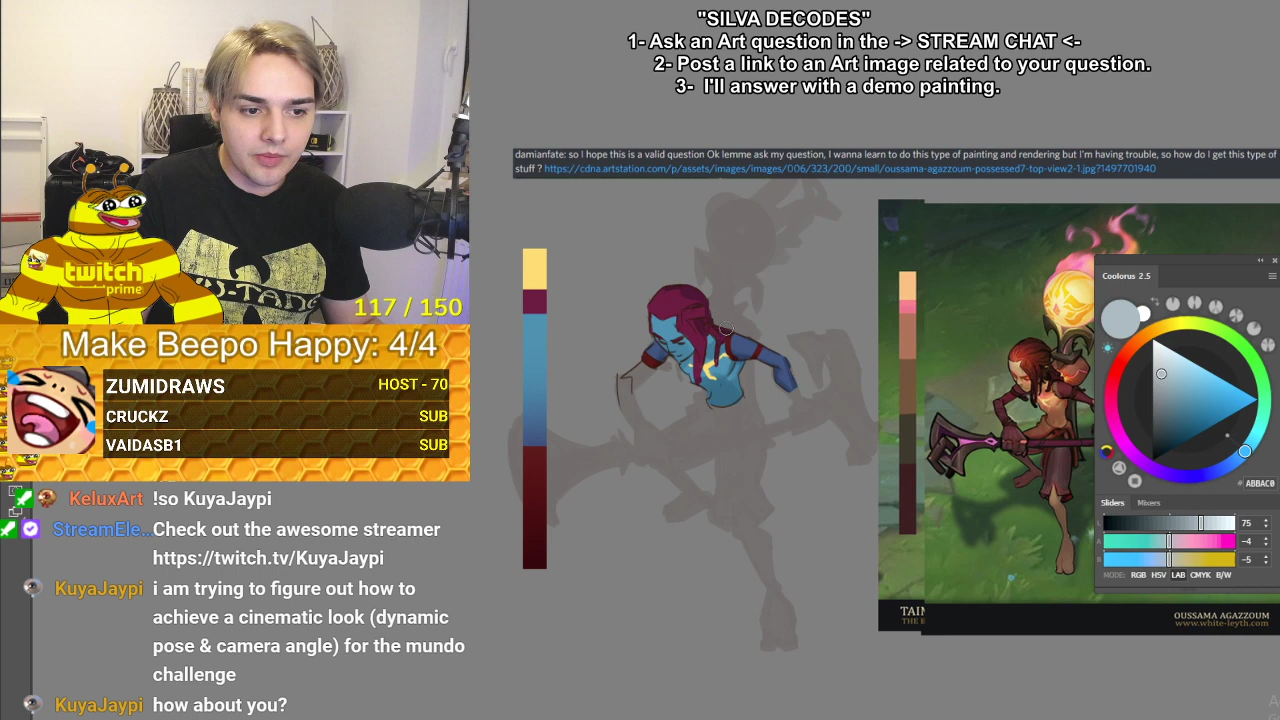 "SILVA DECODES"
1- Ask an Art question in the -> STREAM CHAT <-
2- Post a link to an Art image related to your question.
3- I'll answer with a demo painting.
damianfate: so I hope this is a valid question Ok lemme ask my question, I wanna learn to do this type of painting and rendering but I'm having trouble, so how do I get this type of
stuff ? https://cdna.artstation.com/p/assets/images/images/006/323/200/small/oussama-agazzoum-possessed7-top-view2-1.jpg?1497701940
twitch
prime
117 / 150
Make Beepo Happy: 4/4
ZUMIDRAWS HOST - 70
CRUCKZ SUB
VAIDASB1 SUB
KeluxArt !so KuyaJaypi
StreamEle... Check out the awesome streamer
https://twitch.tv/KuyaJaypi
KuyaJaypi i am trying to figure out how to
achieve a cinematic look (dynamic
pose & camera angle) for the mundo
challenge
KuyaJaypi how about you?
Coolorus 2.5
# ABBAC0
Sliders Mixers
L 75
A -4
B -5
MODE: RGB HSV LAB CMYK B/W
TAIN
THE
OUSSAMA AGAZZOUM
www.white-leyth.com